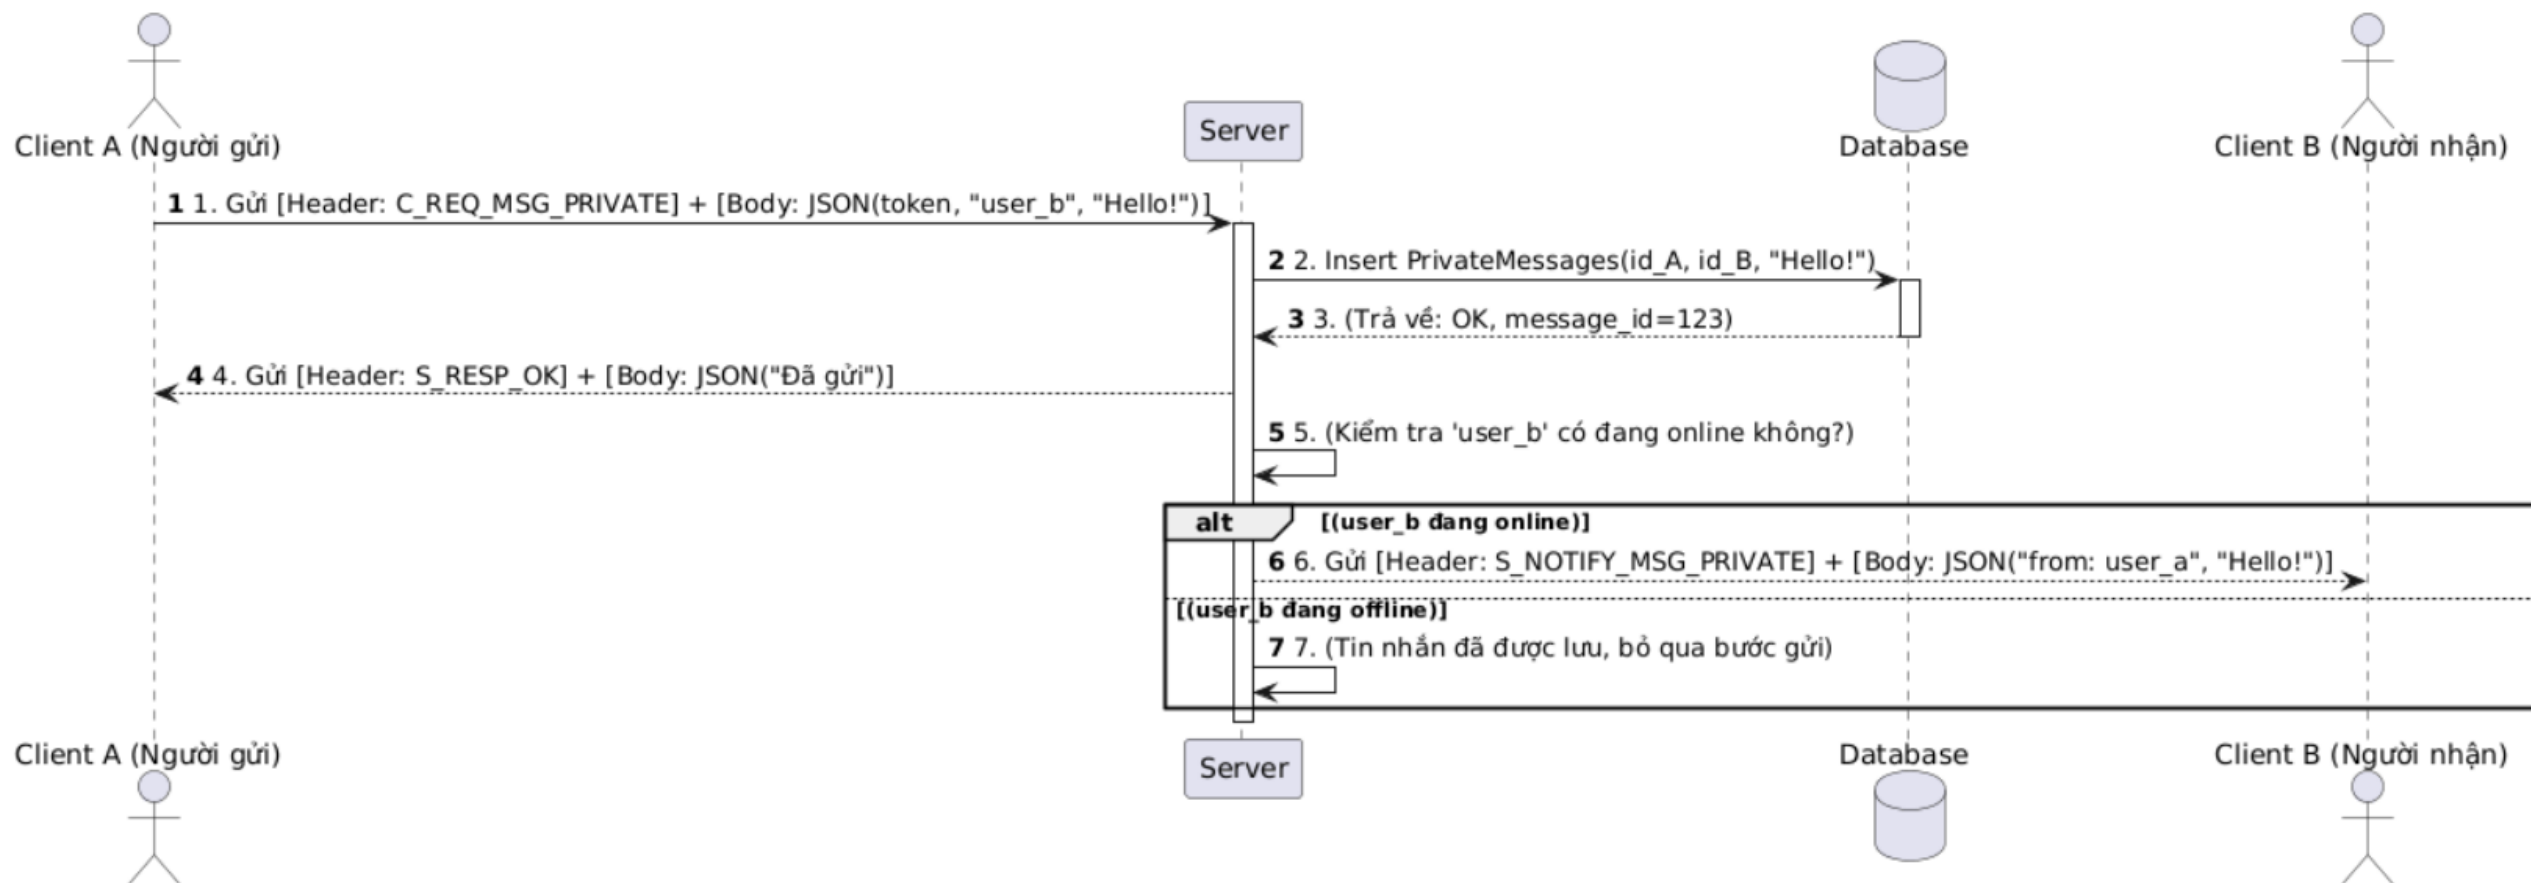 Client A (Người gửi)
Server
Database
Client B (Người nhận)
1 1. Gửi [Header: C_REQ_MSG_PRIVATE] + [Body: JSON(token, "user_b", "Hello!")]
2 2. Insert PrivateMessages(id_A, id_B, "Hello!")
3 3. (Trả về: OK, message_id=123)
4 4. Gửi [Header: S_RESP_OK] + [Body: JSON("Đã gửi")]
5 5. (Kiểm tra 'user_b' có đang online không?)
alt [(user_b đang online)]
6 6. Gửi [Header: S_NOTIFY_MSG_PRIVATE] + [Body: JSON("from: user_a", "Hello!")]
[(user_b đang offline)]
7 7. (Tin nhắn đã được lưu, bỏ qua bước gửi)
Client A (Người gửi)
Server
Database
Client B (Người nhận)